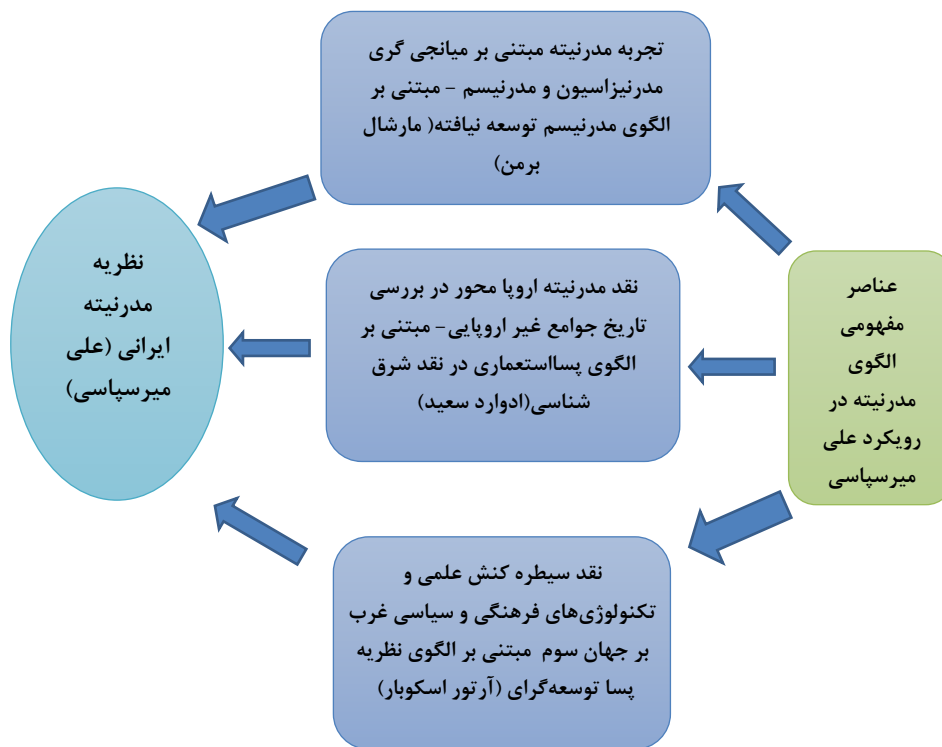 عناصر
مفهومی
الگوی
مدرنیته در
رویکرد علی
میرسپاسی
تجربه مدرنیته مبتنی بر میانجی گری
مدرنیزاسیون و مدرنیسم - مبتنی بر
الگوی مدرنیسم توسعه نیافته( مارشال
برمن)
نقد مدرنیته اروپا محور در بررسی
تاریخ جوامع غیر اروپایی- مبتنی بر
الگوی پسااستعماری در نقد شرق
شناسی(ادوارد سعید)
نقد سیطره کنش علمی و
تکنولوژی‌های فرهنگی و سیاسی غرب
بر جهان سوم مبتنی بر الگوی نظریه
پسا توسعه‌گرای (آرتور اسکوبار)
نظریه
مدرنیته
ایرانی (علی
میرسپاسی)